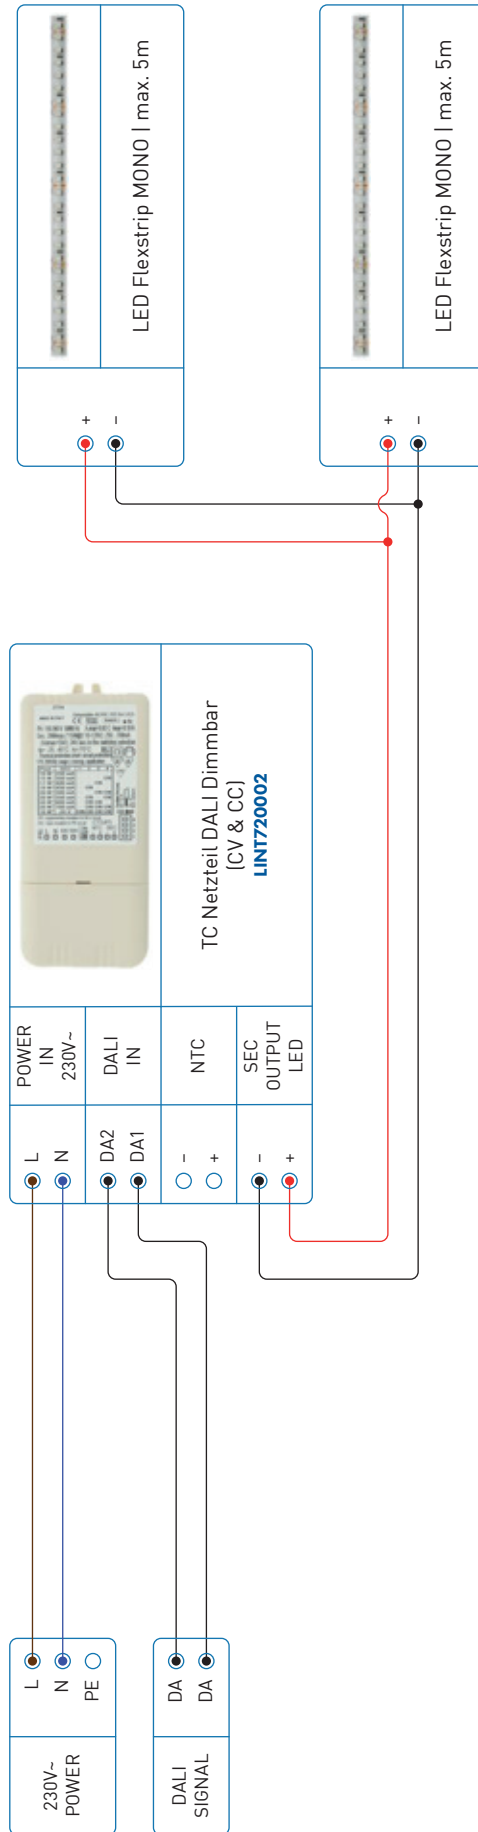 LED Flexstrip MONO | max. 5m
+
–
LED Flexstrip MONO | max. 5m
+
–
TC Netzteil DALI Dimmbar
(CV & CC)
LINT720002
POWER
IN
230V~
DALI
IN
NTC
SEC
OUTPUT
LED
L
N
DA2
DA1
–
+
–
+
L
N
PE
230V~
POWER
DA
DA
DALI
SIGNAL